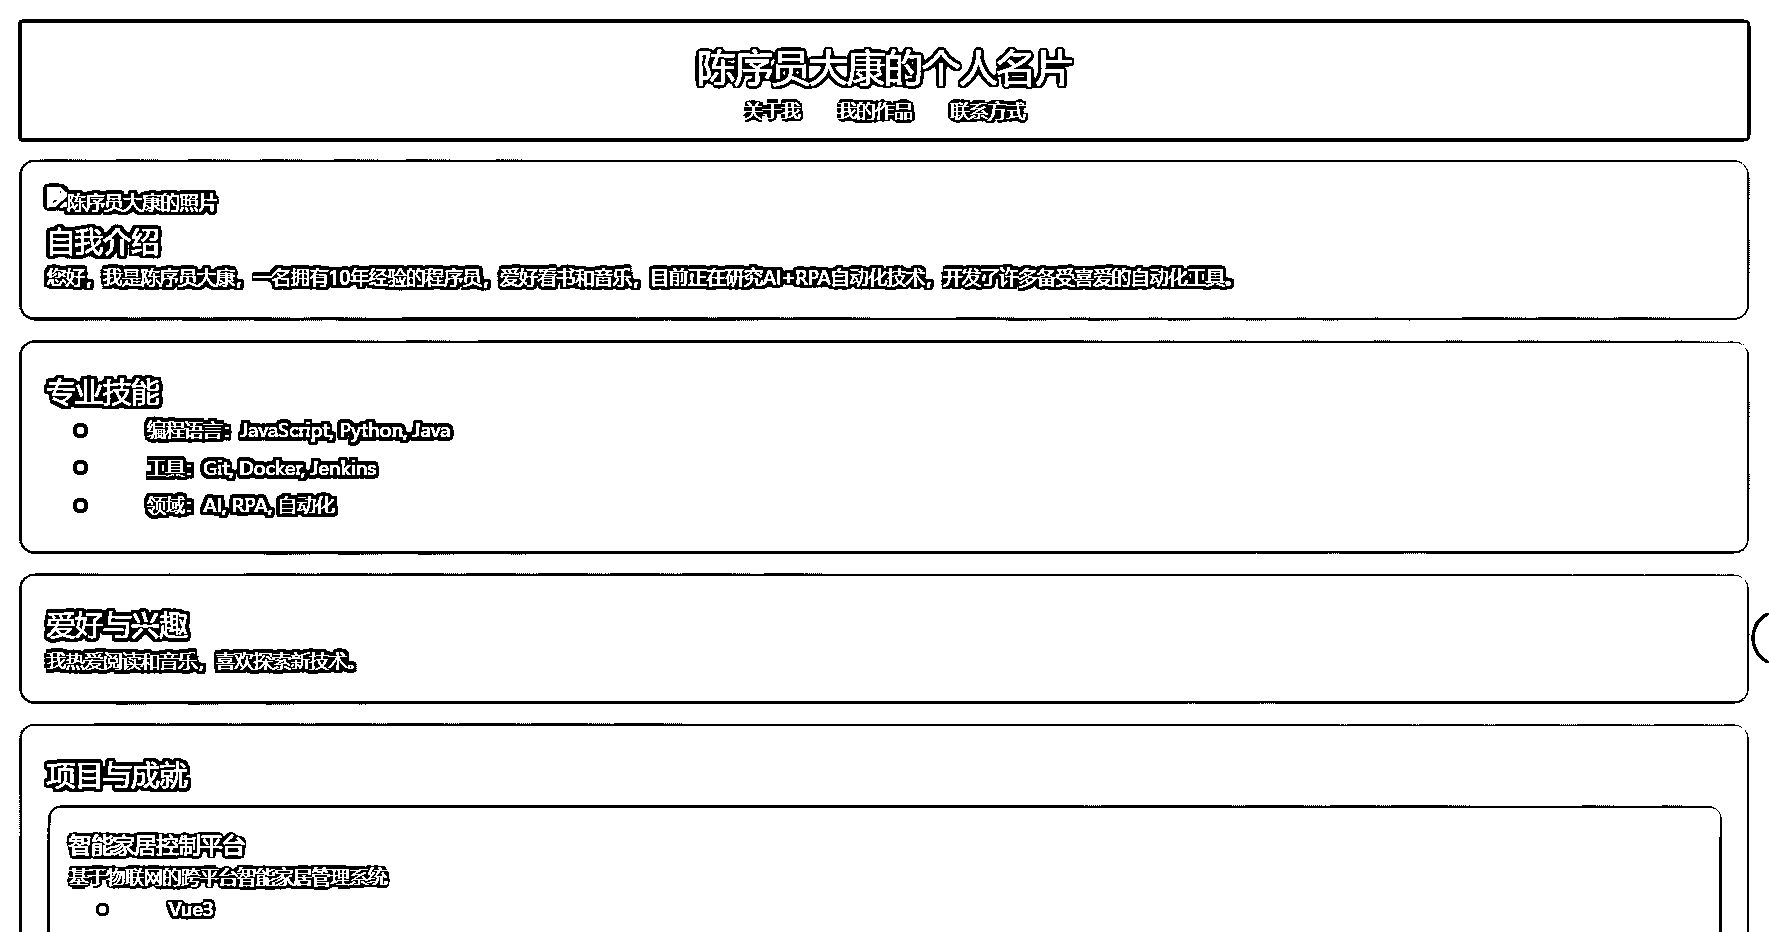 陈序员大康的个人名片
关于我 我的作品 联系方式
陈序员大康的照片
自我介绍
您好，我是陈序员大康，一名拥有10年经验的程序员，爱好看书和音乐，目前正在研究AI+RPA自动化技术，开发了许多备受喜爱的自动化工具。
专业技能
编程语言：JavaScript, Python, Java
工具：Git, Docker, Jenkins
领域：AI, RPA, 自动化
爱好与兴趣
我热爱阅读和音乐，喜欢探索新技术。
项目与成就
智能家居控制平台
基于物联网的跨平台智能家居管理系统
Vue3